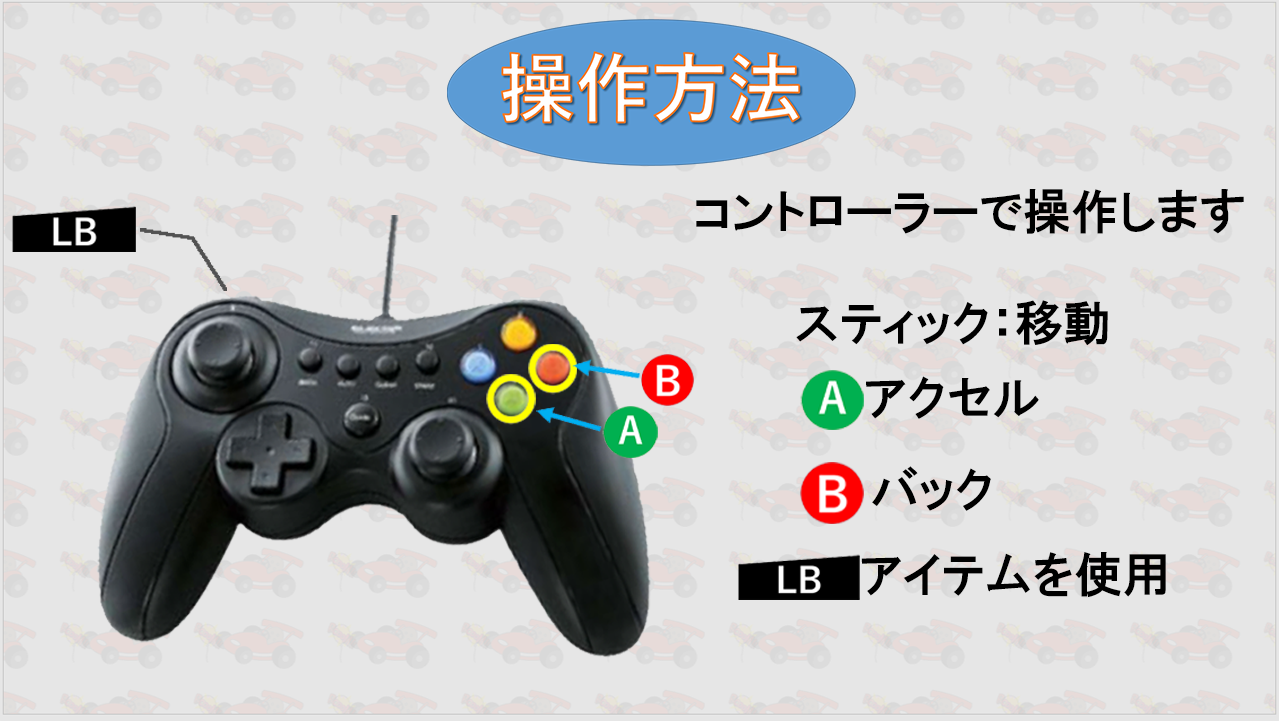 操作方法
コントローラーで操作します
LB
スティック：移動
B
A
Aアクセル
Bバック
LBアイテムを使用